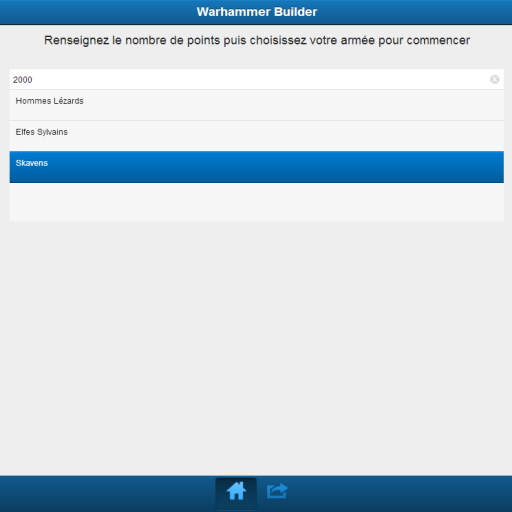 Warhammer Builder
Renseignez le nombre de points puis choisissez votre armée pour commencer
2000
Hommes Lézards
Elfes Sylvains
Skavens